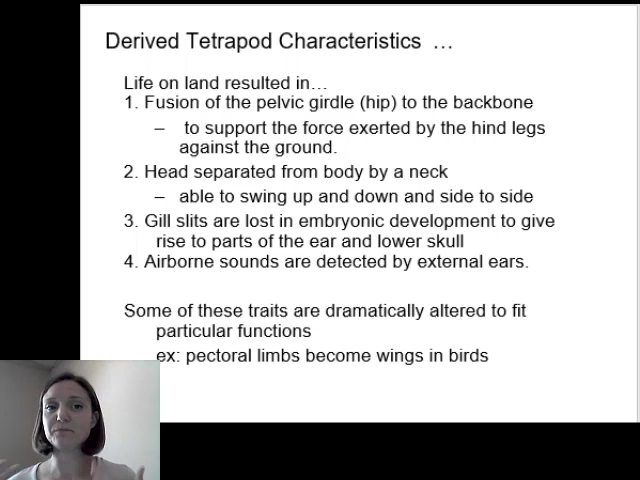 Derived Tetrapod Characteristics …
Life on land resulted in…
1. Fusion of the pelvic girdle (hip) to the backbone
– to support the force exerted by the hind legs
against the ground.
2. Head separated from body by a neck
– able to swing up and down and side to side
3. Gill slits are lost in embryonic development to give
rise to parts of the ear and lower skull
4. Airborne sounds are detected by external ears.
Some of these traits are dramatically altered to fit
particular functions
ex: pectoral limbs become wings in birds